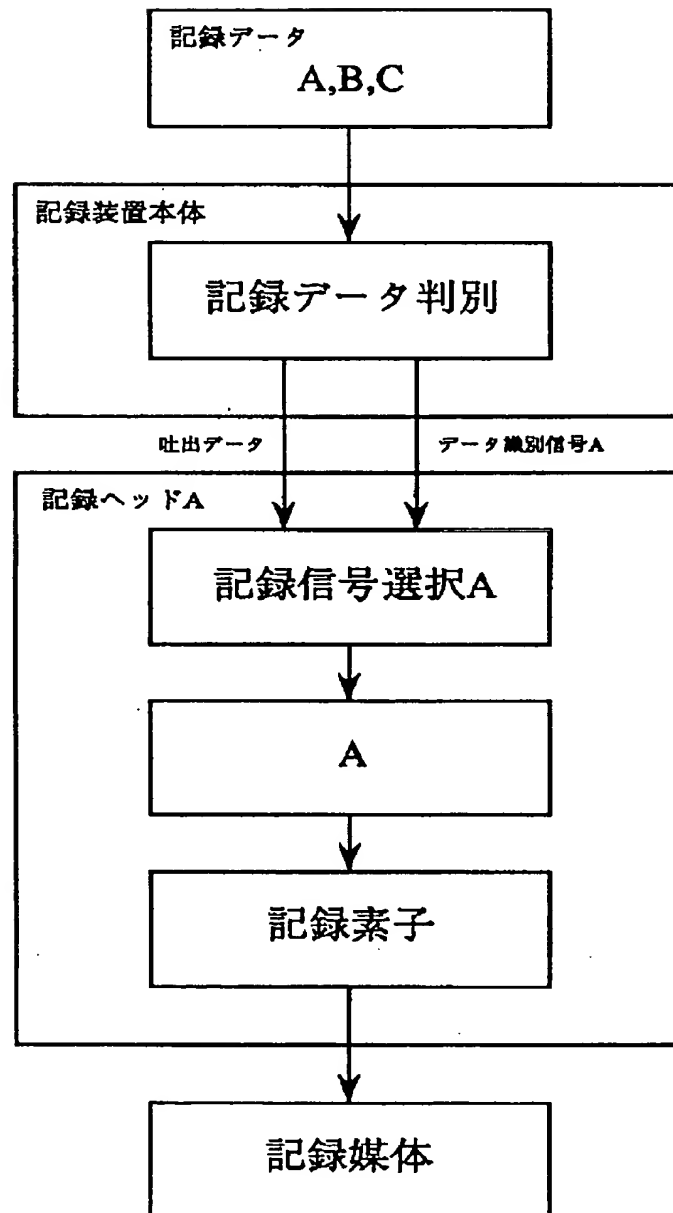 記録データ
A,B,C
記録装置本体
記録データ判別
吐出データ
データ識別信号A
記録ヘッドA
記録信号選択A
A
記録素子
記録媒体